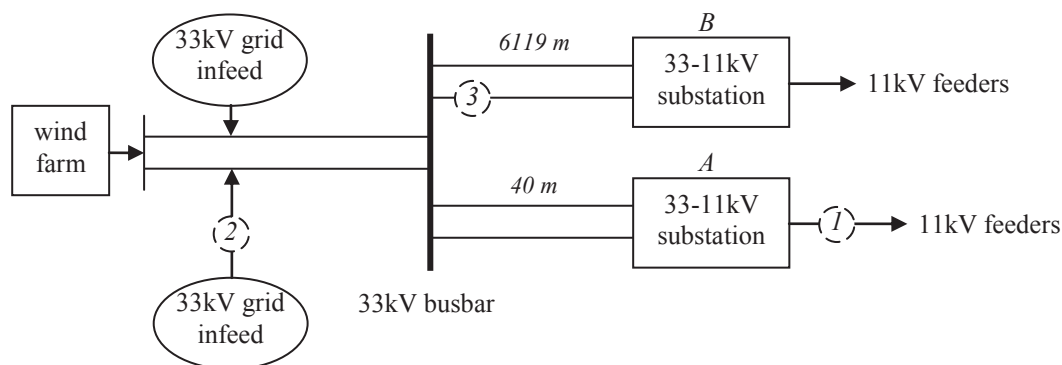 33kV grid
infeed
wind
farm
2
33kV grid
infeed
33kV busbar
6119 m
3
B
33-11kV
substation
11kV feeders
40 m
A
33-11kV
substation
1
11kV feeders